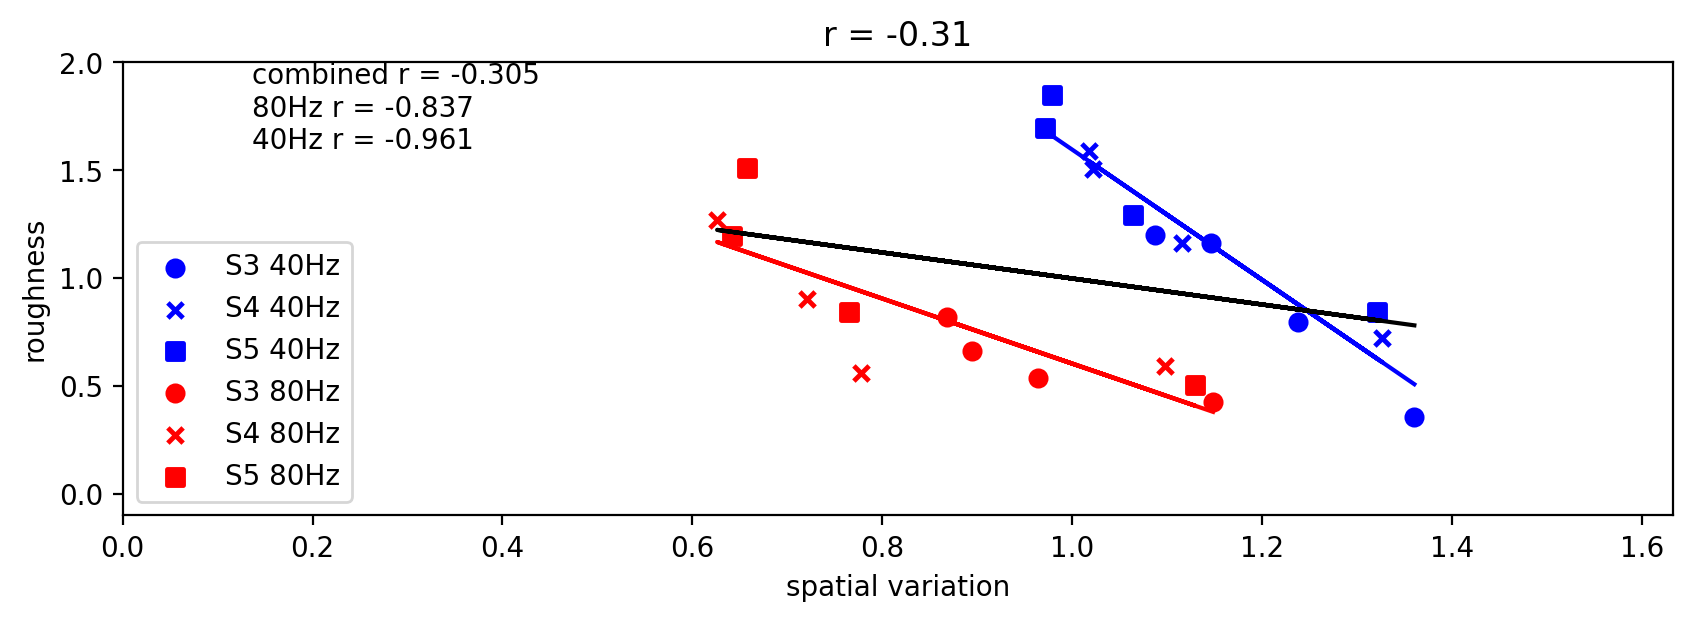 r = -0.31
combined r = -0.305
80Hz r = -0.837
40Hz r = -0.961
2.0
1.5
1.0
0.5
0.0
roughness
S3 40Hz
S4 40Hz
S5 40Hz
S3 80Hz
S4 80Hz
S5 80Hz
0.0 0.2 0.4 0.6 0.8 1.0 1.2 1.4 1.6
spatial variation